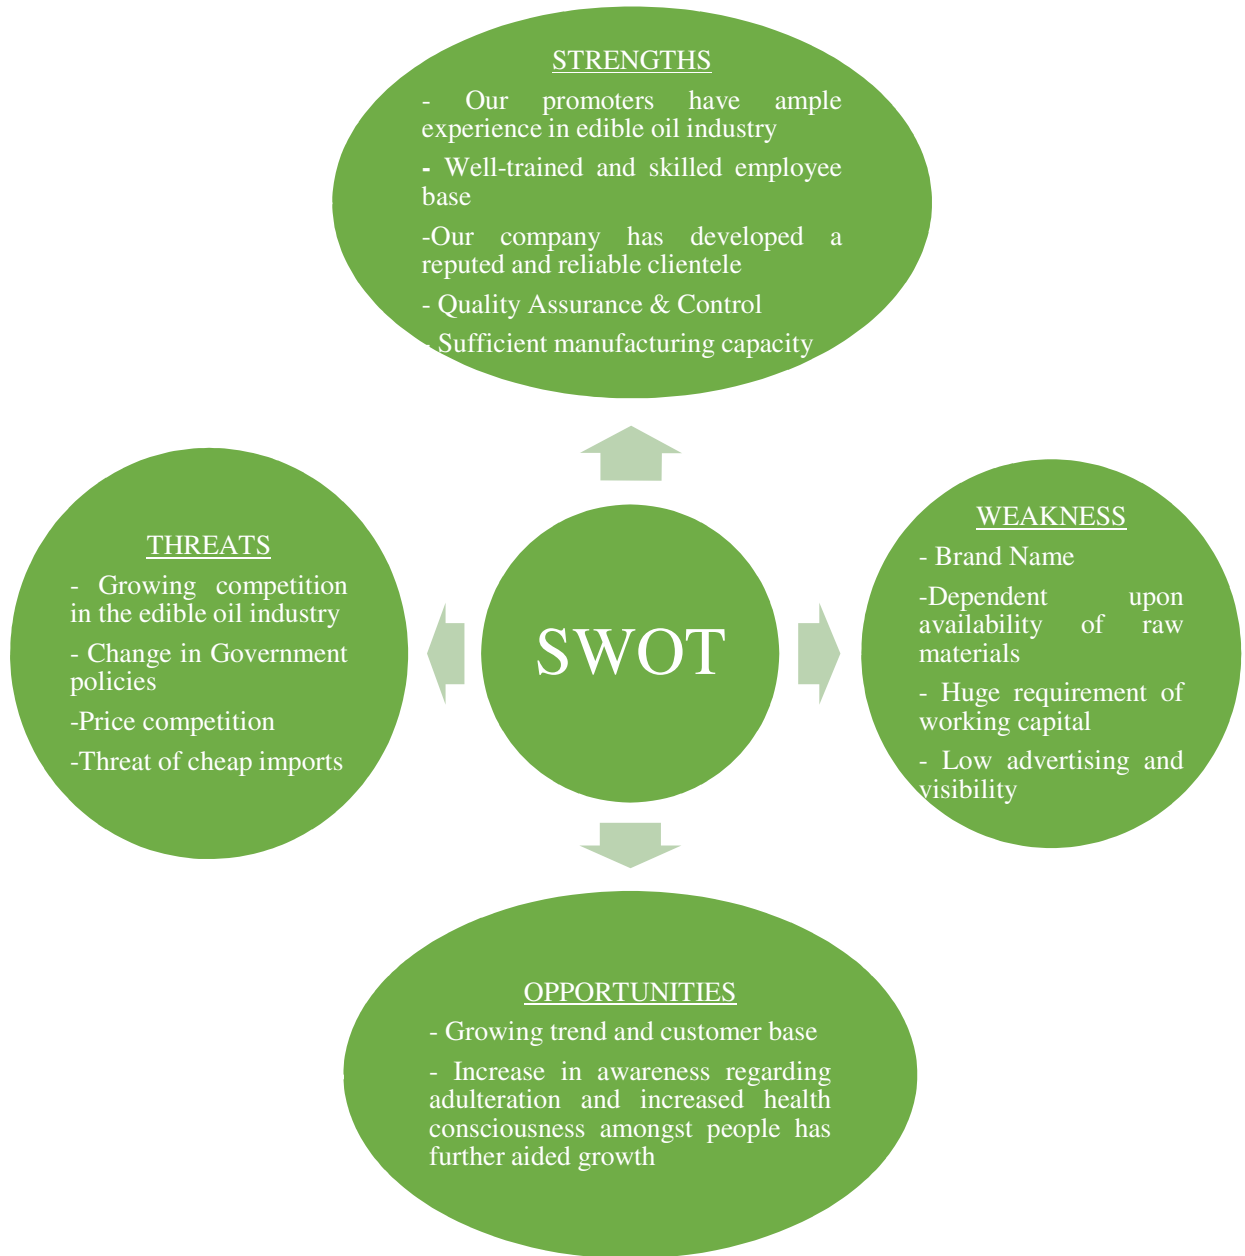 STRENGTHS
- Our promoters have ample
experience in edible oil industry
- Well-trained and skilled employee
base
-Our company has developed a
reputed and reliable clientele
- Quality Assurance & Control
- Sufficient manufacturing capacity
THREATS
- Growing competition
in the edible oil industry
- Change in Government
policies
-Price competition
-Threat of cheap imports
SWOT
WEAKNESS
- Brand Name
-Dependent upon
availability of raw
materials
- Huge requirement of
working capital
- Low advertising and
visibility
OPPORTUNITIES
- Growing trend and customer base
- Increase in awareness regarding
adulteration and increased health
consciousness amongst people has
further aided growth